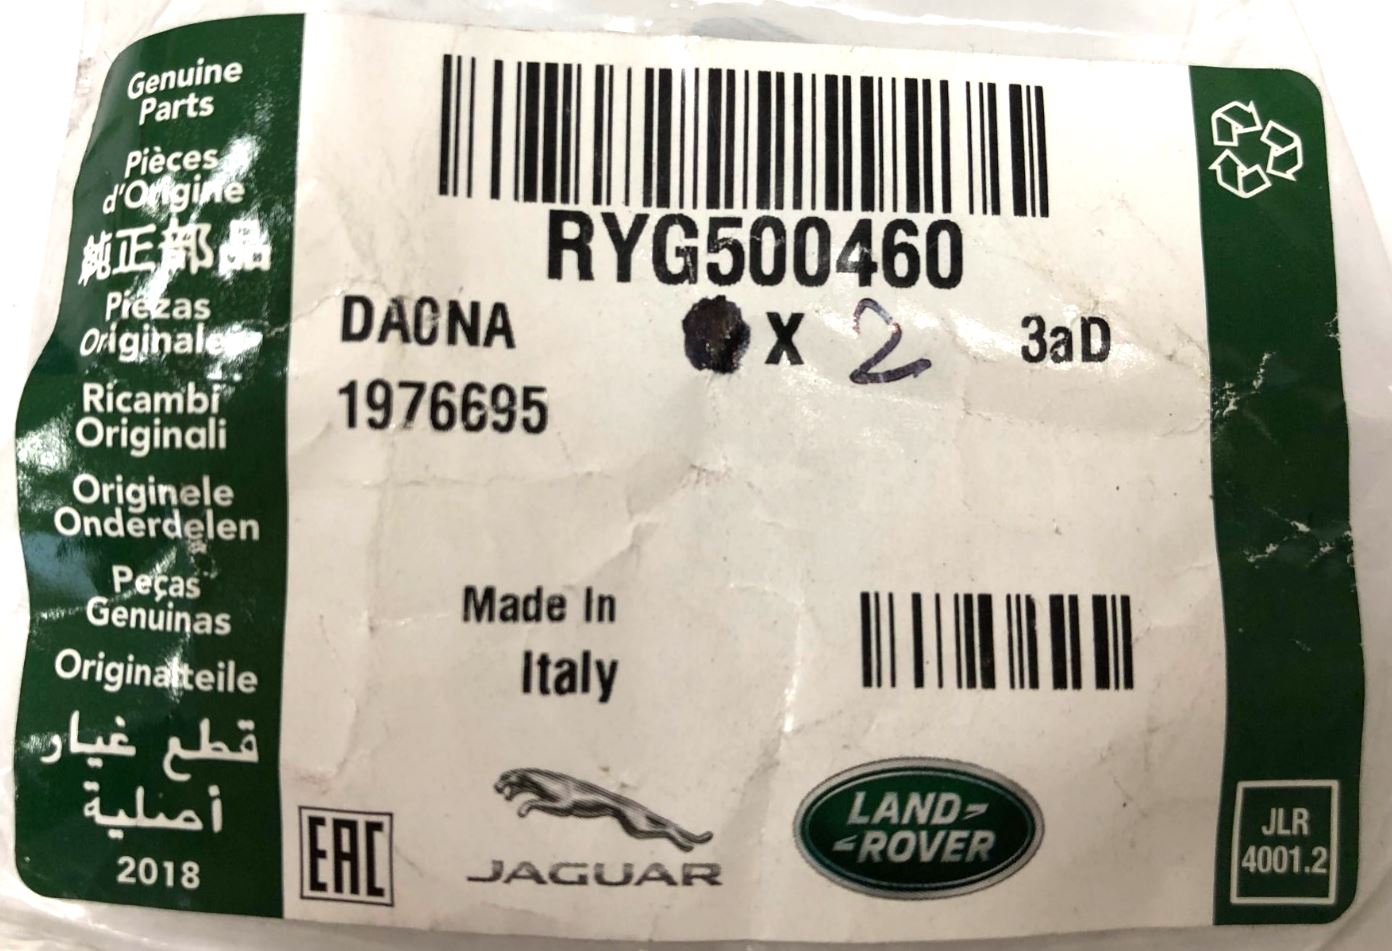 Genuine
Parts
Pièces
d'Origine
純正部品
Piezas
Originales
Ricambi
Originali
Originele
Onderdelen
Peças
Genuinas
Originalteile
قطع غيار
أصلية
2018
RYG500460
DAONA X 2 3aD
1976695
Made In
Italy
EAC
JAGUAR
LAND-
-ROVER
JLR
4001.2